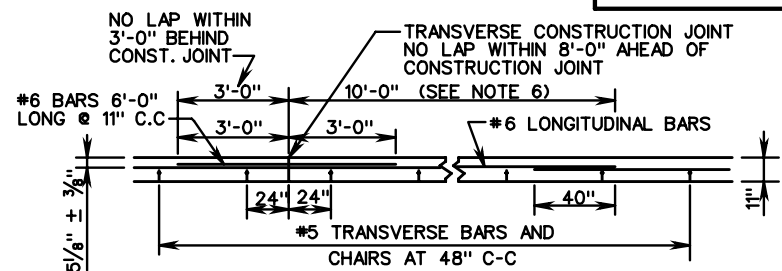 NO LAP WITHIN
3'-0" BEHIND
CONST. JOINT
TRANSVERSE CONSTRUCTION JOINT
NO LAP WITHIN 8'-0" AHEAD OF
CONSTRUCTION JOINT
3'-0"
10'-0" (SEE NOTE 6)
#6 BARS 6'-0"
LONG @ 11" C.C
3'-0"
3'-0"
#6 LONGITUDINAL BARS
5⅛" ± ⅜"
24"
24"
40"
11"
#5 TRANSVERSE BARS AND
CHAIRS AT 48" C-C